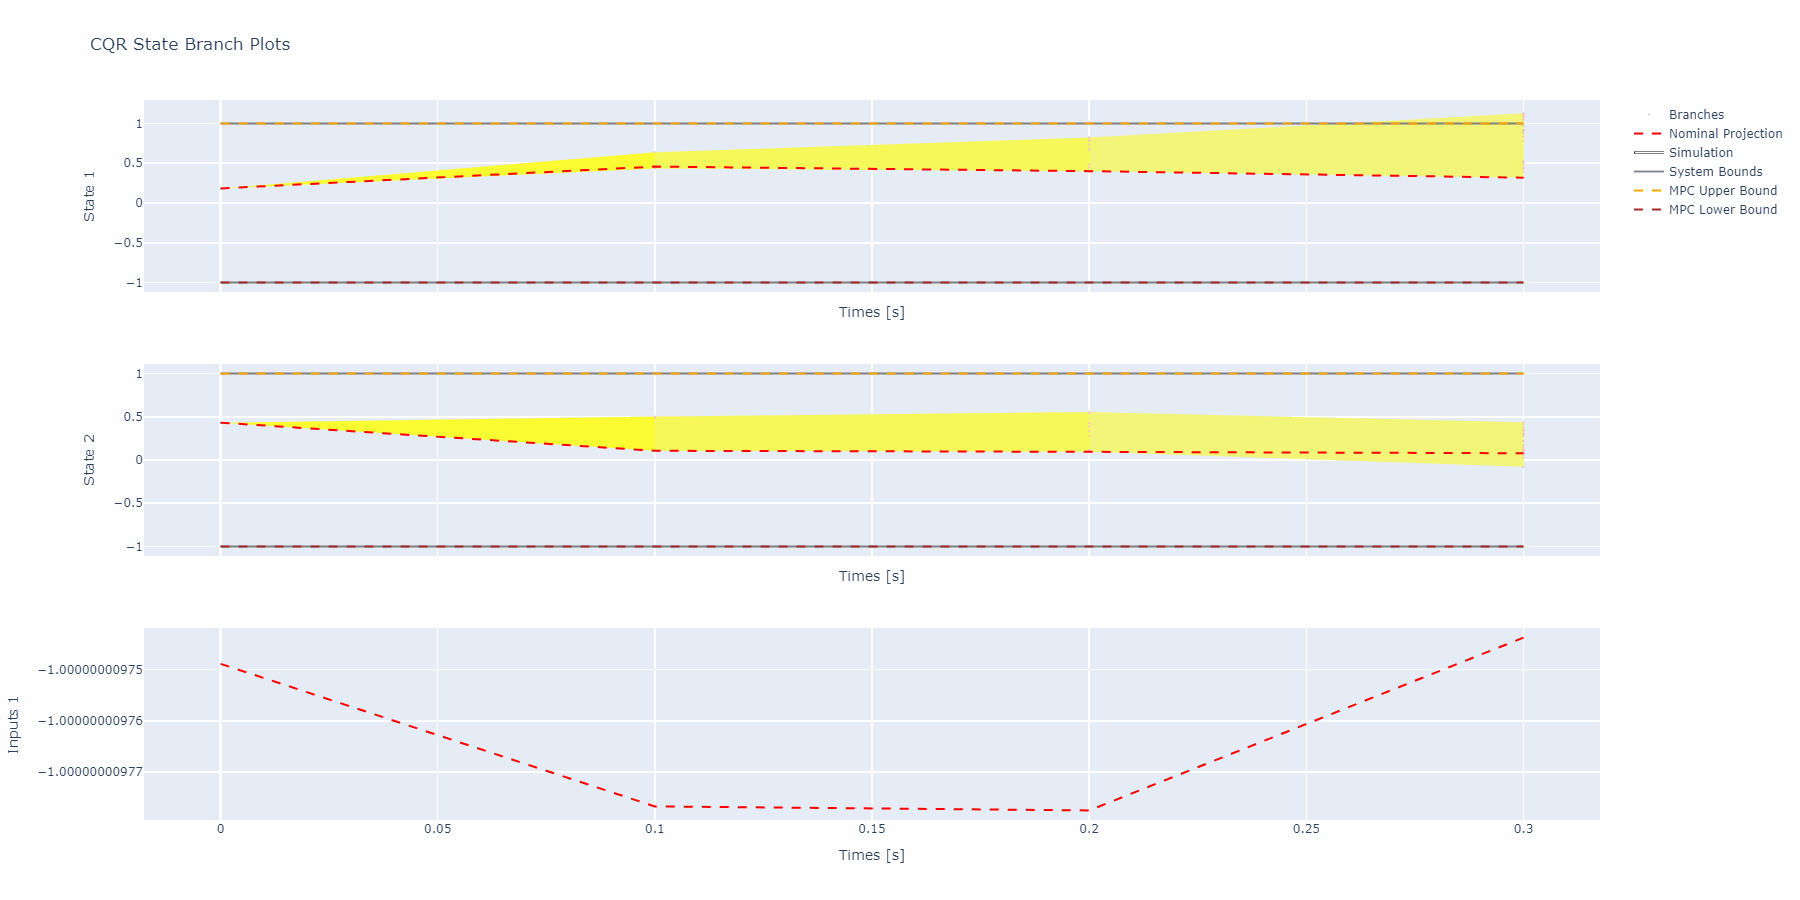 CQR State Branch Plots
1
0.5
0
−0.5
−1
State 1
Times [s]
Branches
Nominal Projection
Simulation
System Bounds
MPC Upper Bound
MPC Lower Bound
1
0.5
0
−0.5
−1
State 2
Times [s]
−1.00000000975
−1.00000000976
−1.00000000977
Inputs 1
0 0.05 0.1 0.15 0.2 0.25 0.3
Times [s]